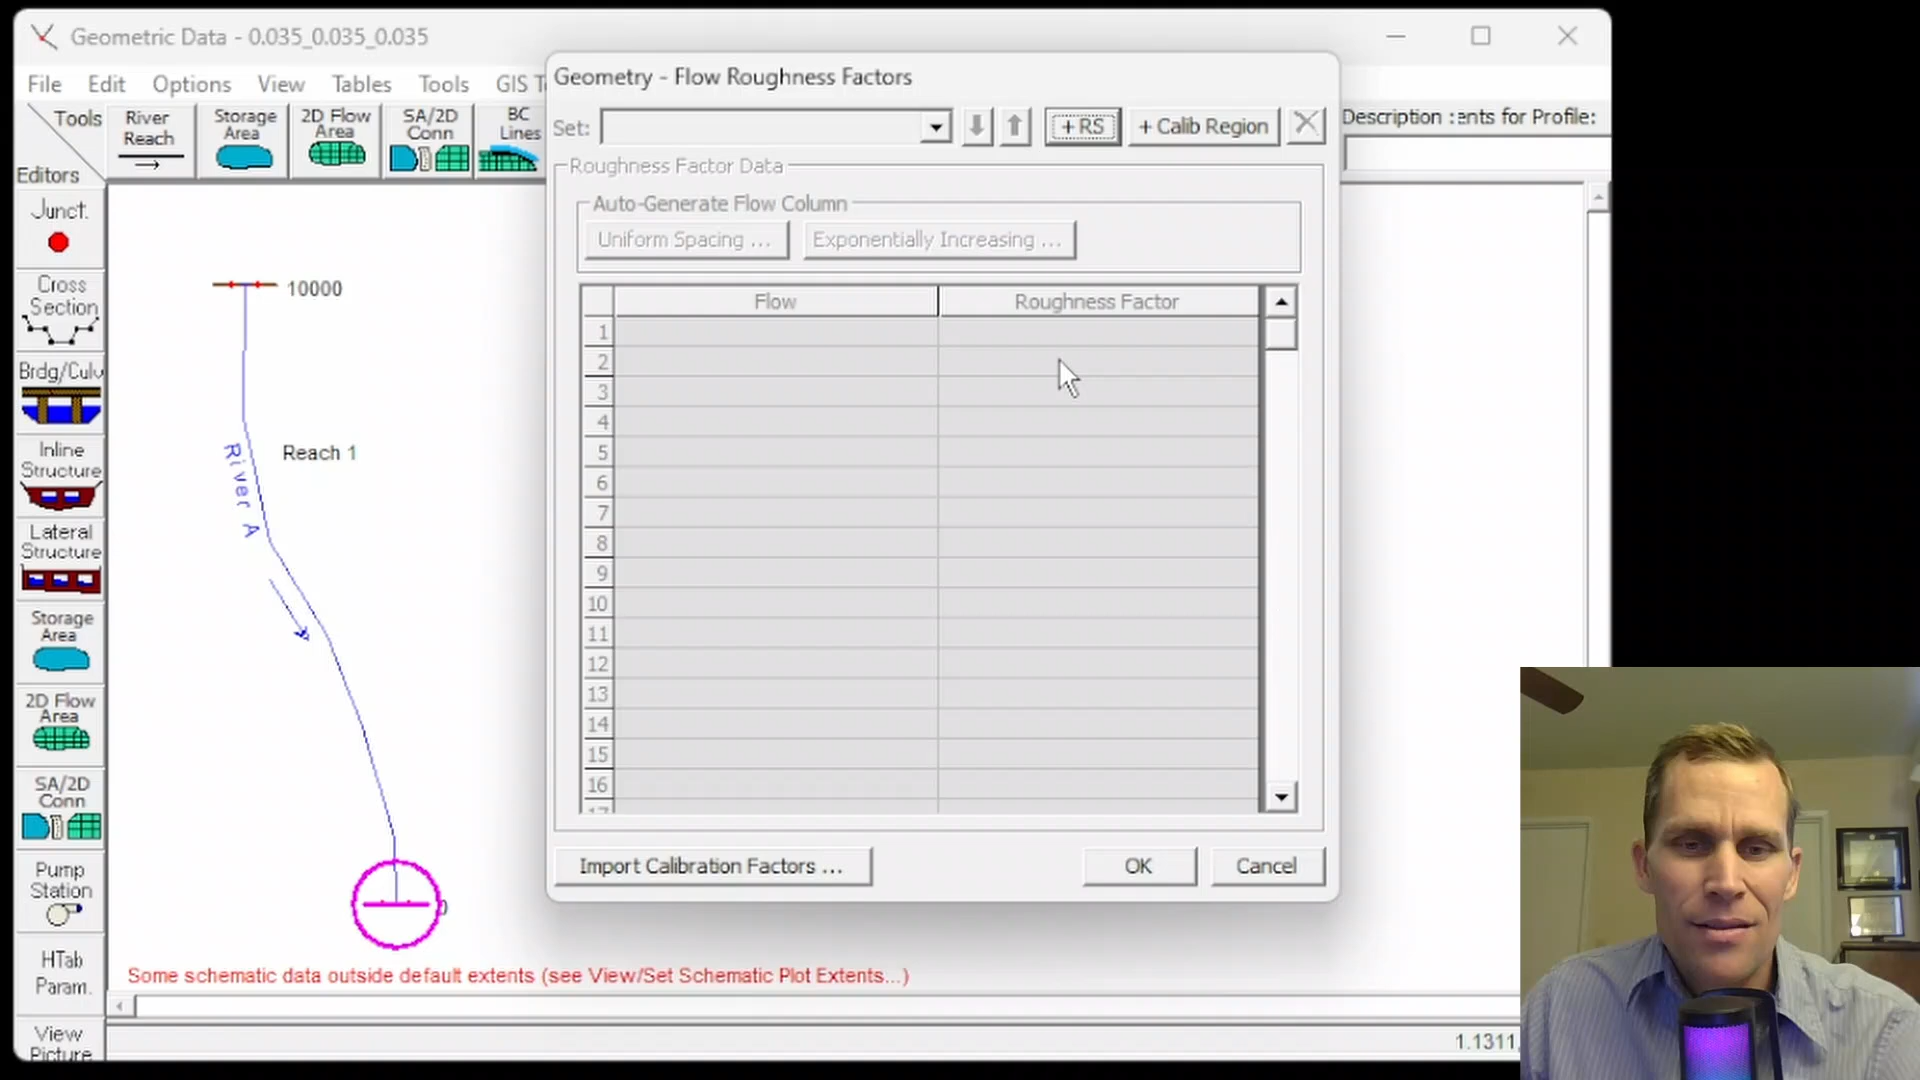 Geometric Data - 0.035_0.035_0.035
File Edit Options View Tables Tools GIS T
Tools
River Reach
Storage Area
2D Flow Area
SA/2D Conn
BC Lines
Description :ents for Profile:
Editors
Junct.
Cross Section
Brdg/Culv
Inline Structure
Lateral Structure
Storage Area
2D Flow Area
SA/2D Conn
Pump Station
HTab Param.
View Picture
10000
Reach 1
River A
0
Some schematic data outside default extents (see View/Set Schematic Plot Extents...)
1.1311,
Geometry - Flow Roughness Factors
Set:
+RS
+ Calib Region
Roughness Factor Data
Auto-Generate Flow Column
Uniform Spacing ...
Exponentially Increasing ...
Flow Roughness Factor
1
2
3
4
5
6
7
8
9
10
11
12
13
14
15
16
17
Import Calibration Factors ...
OK
Cancel